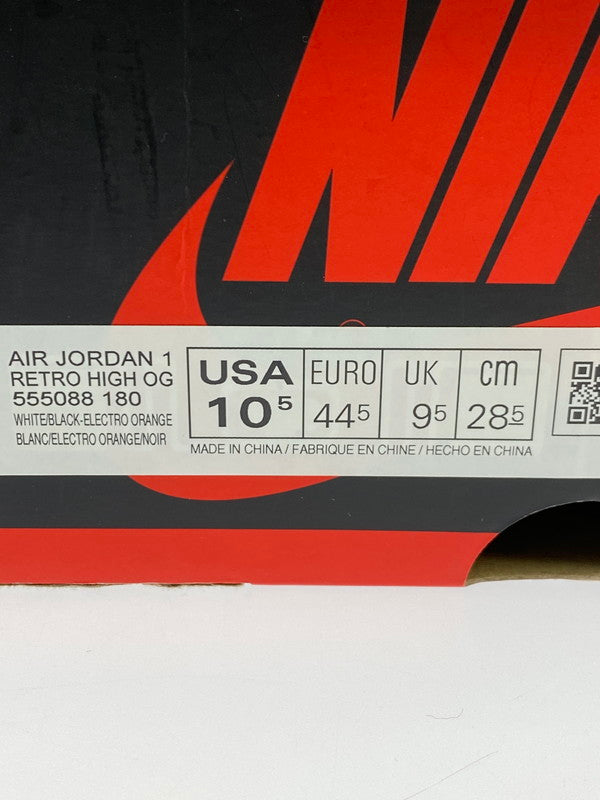 NIK
AIR JORDAN 1
RETRO HIGH OG
555088 180
WHITE/BLACK-ELECTRO ORANGE
BLANC/ELECTRO ORANGE/NOIR
USA EURO UK cm
10⁵ 44⁵ 9⁵ 28⁵
MADE IN CHINA / FABRIQUE EN CHINE / HECHO EN CHINA